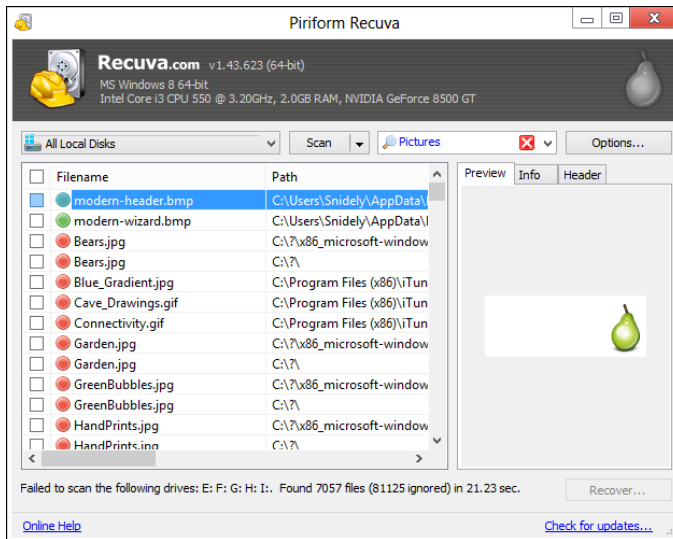 Piriform Recuva
Recuva.com v1.43.623 (64-bit)
MS Windows 8 64-bit
Intel Core i3 CPU 550 @ 3.20GHz, 2.0GB RAM, NVIDIA GeForce 8500 GT
All Local Disks Scan Pictures Options...
Filename Path Preview Info Header
modern-header.bmp C:\Users\Snidely\AppData\
modern-wizard.bmp C:\Users\Snidely\AppData\
Bears.jpg C:\?\x86_microsoft-window
Bears.jpg C:\?\
Blue_Gradient.jpg C:\Program Files (x86)\iTun
Cave_Drawings.gif C:\Program Files (x86)\iTun
Connectivity.gif C:\Program Files (x86)\iTun
Garden.jpg C:\?\x86_microsoft-window
Garden.jpg C:\?\
GreenBubbles.jpg C:\?\x86_microsoft-window
GreenBubbles.jpg C:\?\
HandPrints.jpg C:\?\x86_microsoft-window
HandPrints.jpg C:\?\
Failed to scan the following drives: E: F: G: H: I:. Found 7057 files (81125 ignored) in 21.23 sec.
Recover...
Online Help Check for updates...